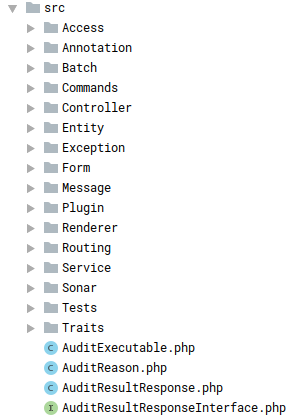 src
Access
Annotation
Batch
Commands
Controller
Entity
Exception
Form
Message
Plugin
Renderer
Routing
Service
Sonar
Tests
Traits
C AuditExecutable.php
C AuditReason.php
C AuditResultResponse.php
I AuditResultResponseInterface.php